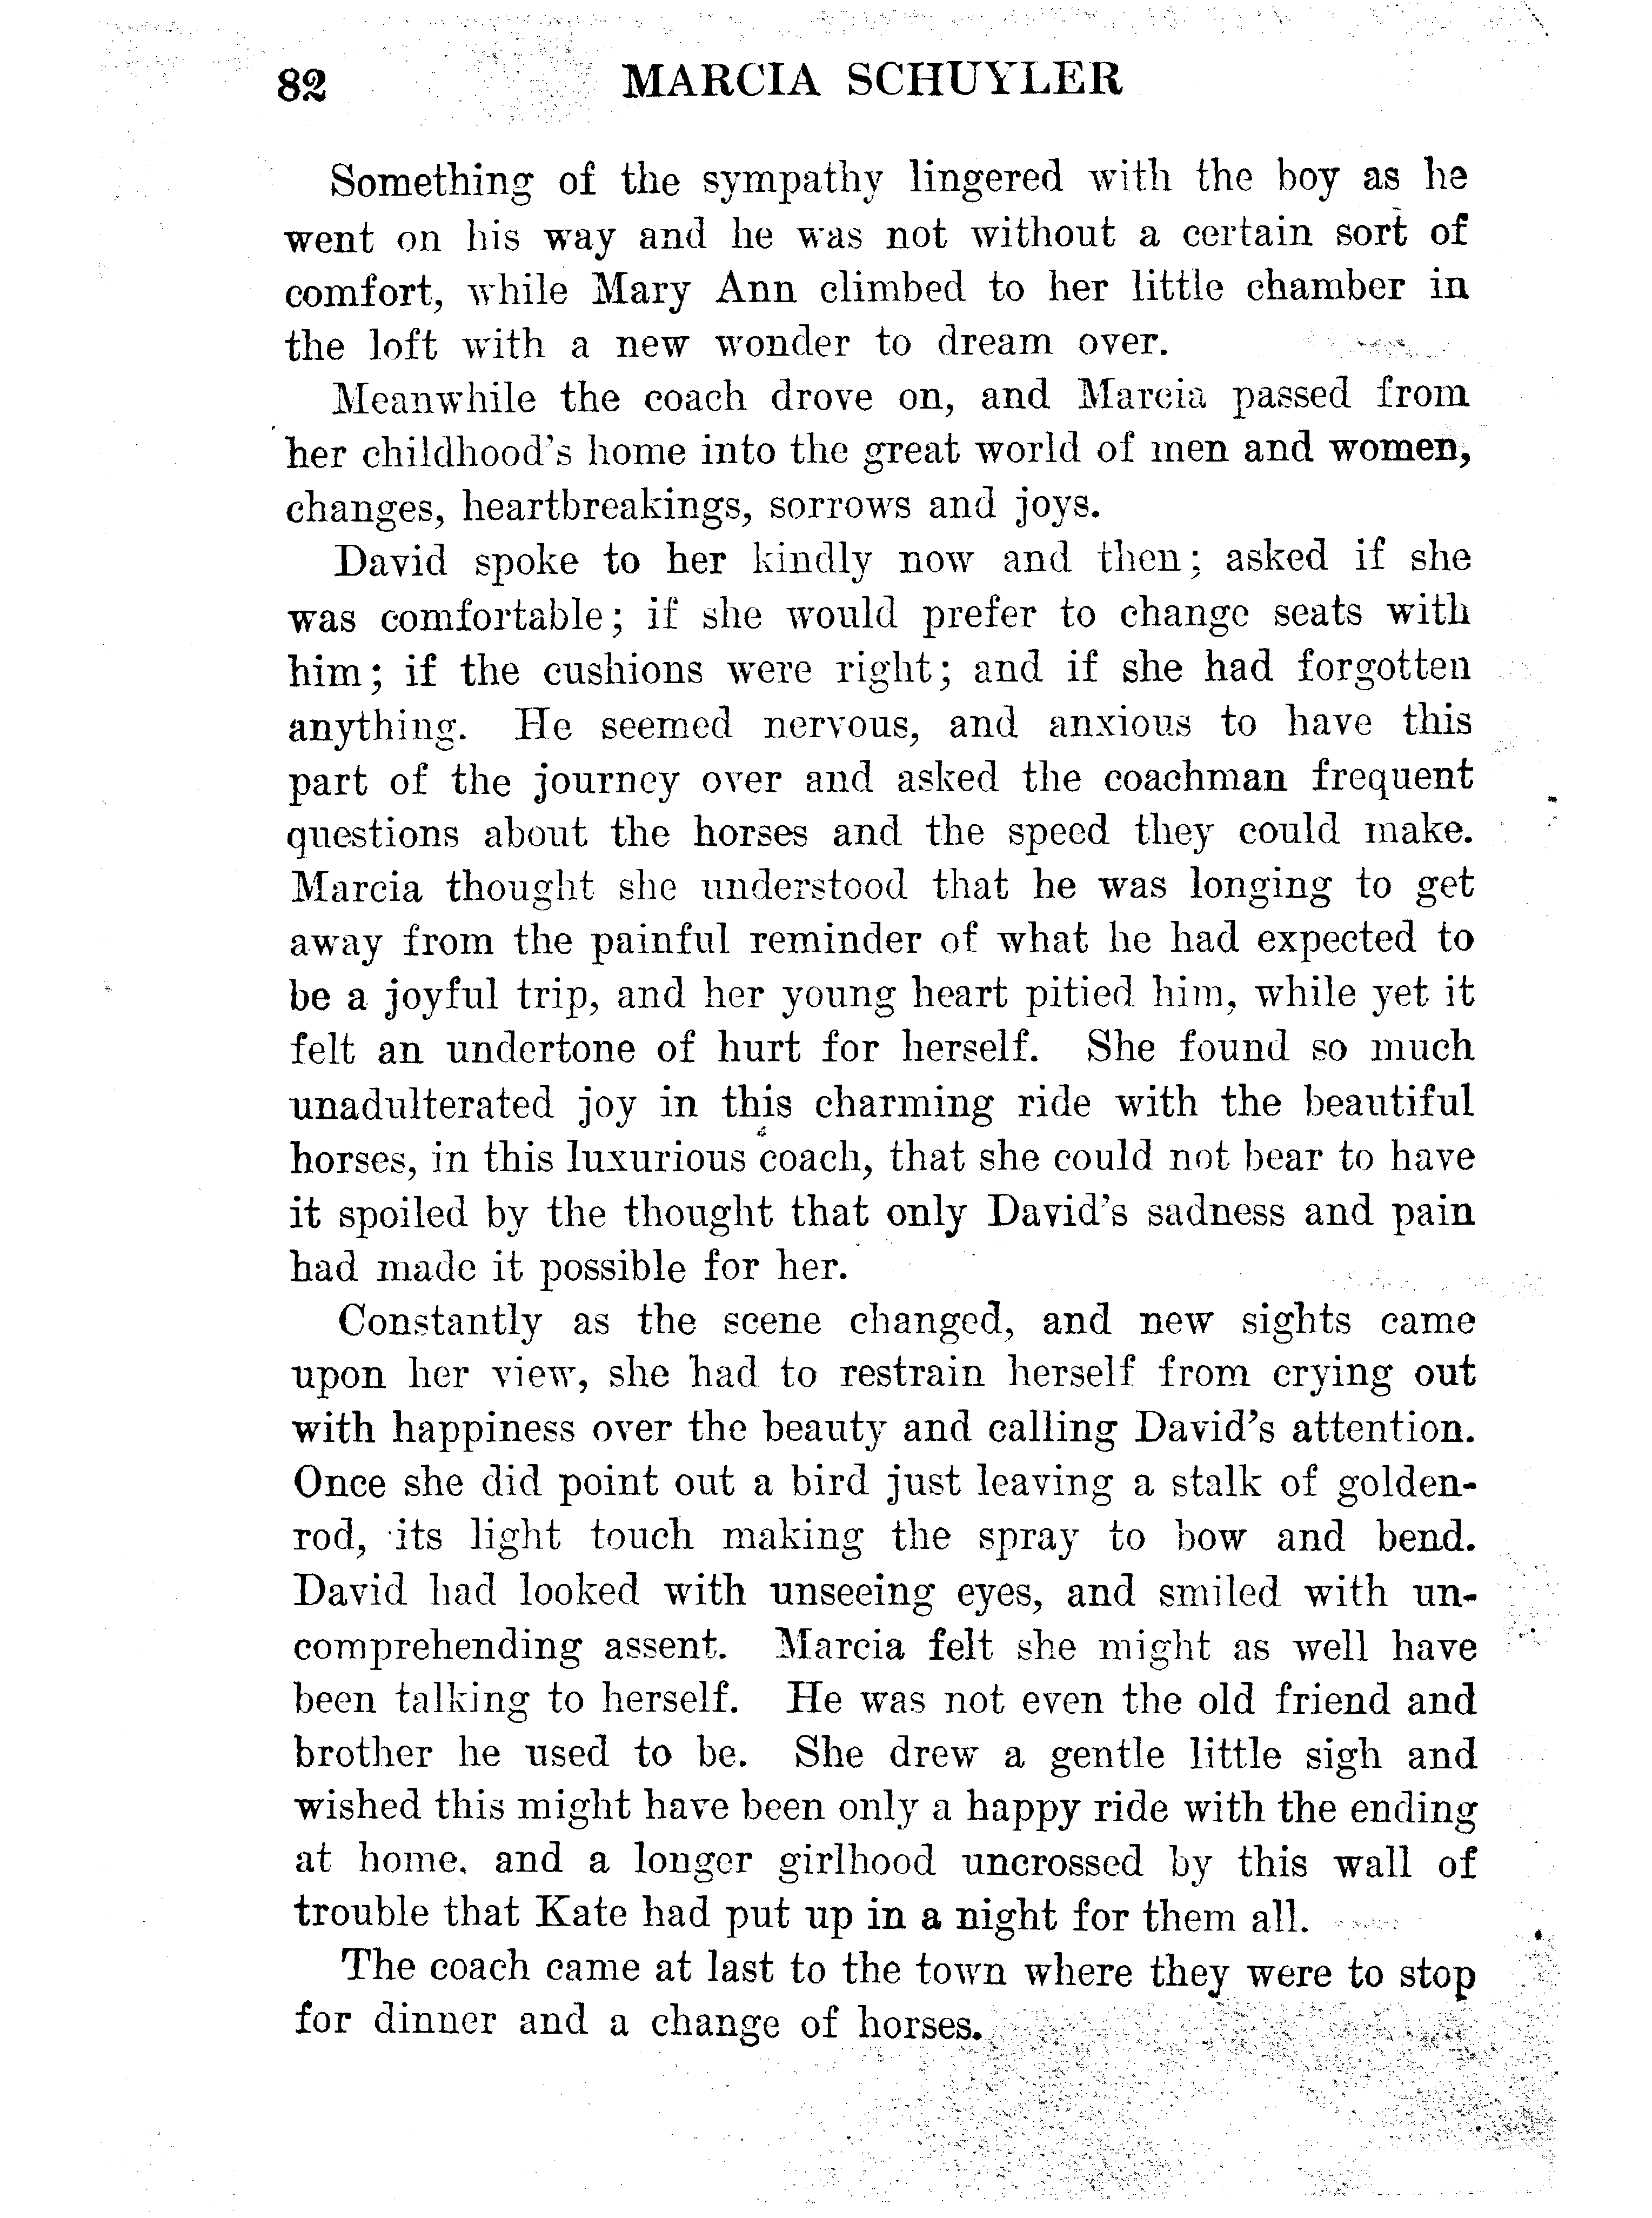 82 MARCIA SCHUYLER
Something of the sympathy lingered with the boy as he
went on his way and he was not without a certain sort of
comfort, while Mary Ann climbed to her little chamber in
the loft with a new wonder to dream over.
Meanwhile the coach drove on, and Marcia passed from
her childhood's home into the great world of men and women,
changes, heartbreakings, sorrows and joys.
David spoke to her kindly now and then; asked if she
was comfortable; if she would prefer to change seats with
him; if the cushions were right; and if she had forgotten
anything. He seemed nervous, and anxious to have this
part of the journey over and asked the coachman frequent
questions about the horses and the speed they could make.
Marcia thought she understood that he was longing to get
away from the painful reminder of what he had expected to
be a joyful trip, and her young heart pitied him, while yet it
felt an undertone of hurt for herself. She found so much
unadulterated joy in this charming ride with the beautiful
horses, in this luxurious coach, that she could not bear to have
it spoiled by the thought that only David's sadness and pain
had made it possible for her.
Constantly as the scene changed, and new sights came
upon her view, she had to restrain herself from crying out
with happiness over the beauty and calling David's attention.
Once she did point out a bird just leaving a stalk of golden-
rod, its light touch making the spray to bow and bend.
David had looked with unseeing eyes, and smiled with un-
comprehending assent. Marcia felt she might as well have
been talking to herself. He was not even the old friend and
brother he used to be. She drew a gentle little sigh and
wished this might have been only a happy ride with the ending
at home, and a longer girlhood uncrossed by this wall of
trouble that Kate had put up in a night for them all.
The coach came at last to the town where they were to stop
for dinner and a change of horses.